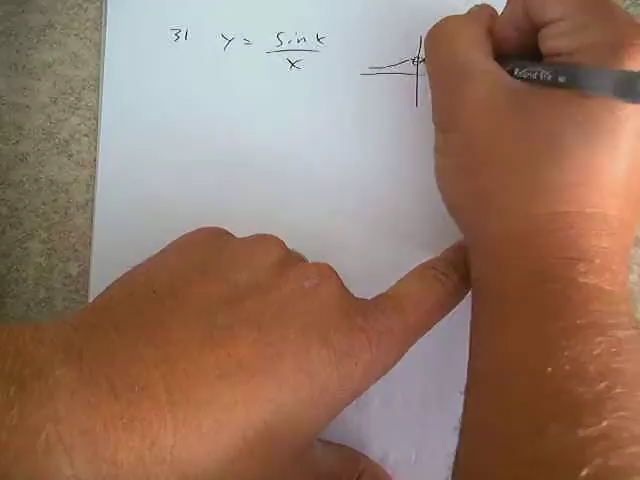 31 y = sin x
x